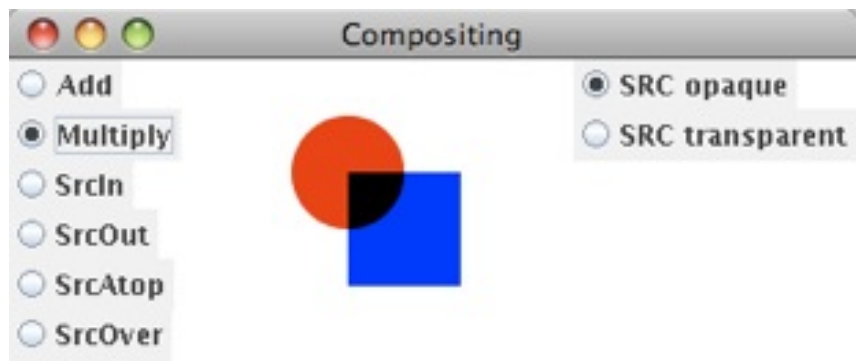 Compositing
Add
Multiply
SrcIn
SrcOut
SrcAtop
SrcOver
SRC opaque
SRC transparent